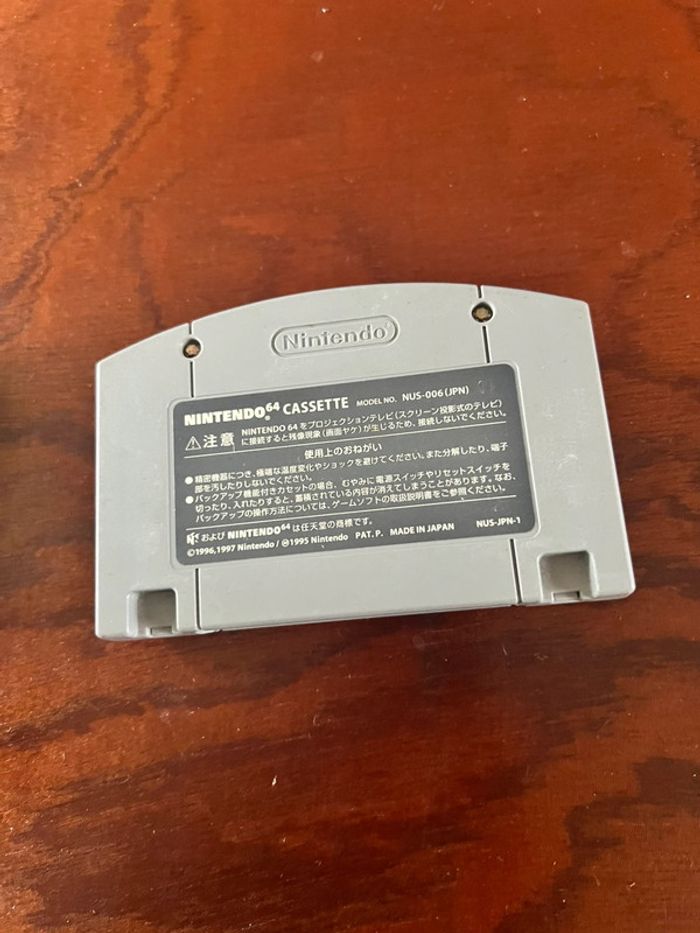 Nintendo
NINTENDO64 CASSETTE MODEL NO. NUS-006(JPN)
⚠注意 NINTENDO 64 をプロジェクションテレビ(スクリーン投影式のテレビ)
に接続すると残像現象(画面ヤケ)が生じるため、接続しないでください。
使用上のおねがい
●精密機器につき、極端な温度変化やショックを避けてください。また分解したり、端子
部を汚したりしないでください。
●バックアップ機能付きカセットの場合、むやみに電源スイッチやリセットスイッチを
切ったり、入れたりすると、蓄積されている内容が消えてしまうことがあります。なお、
バックアップの操作方法については、ゲームソフトの取扱説明書をご参照ください。
および NINTENDO64 は任天堂の商標です。
©1996,1997 Nintendo/Ⓜ1995 Nintendo PAT. P. MADE IN JAPAN NUS-JPN-1